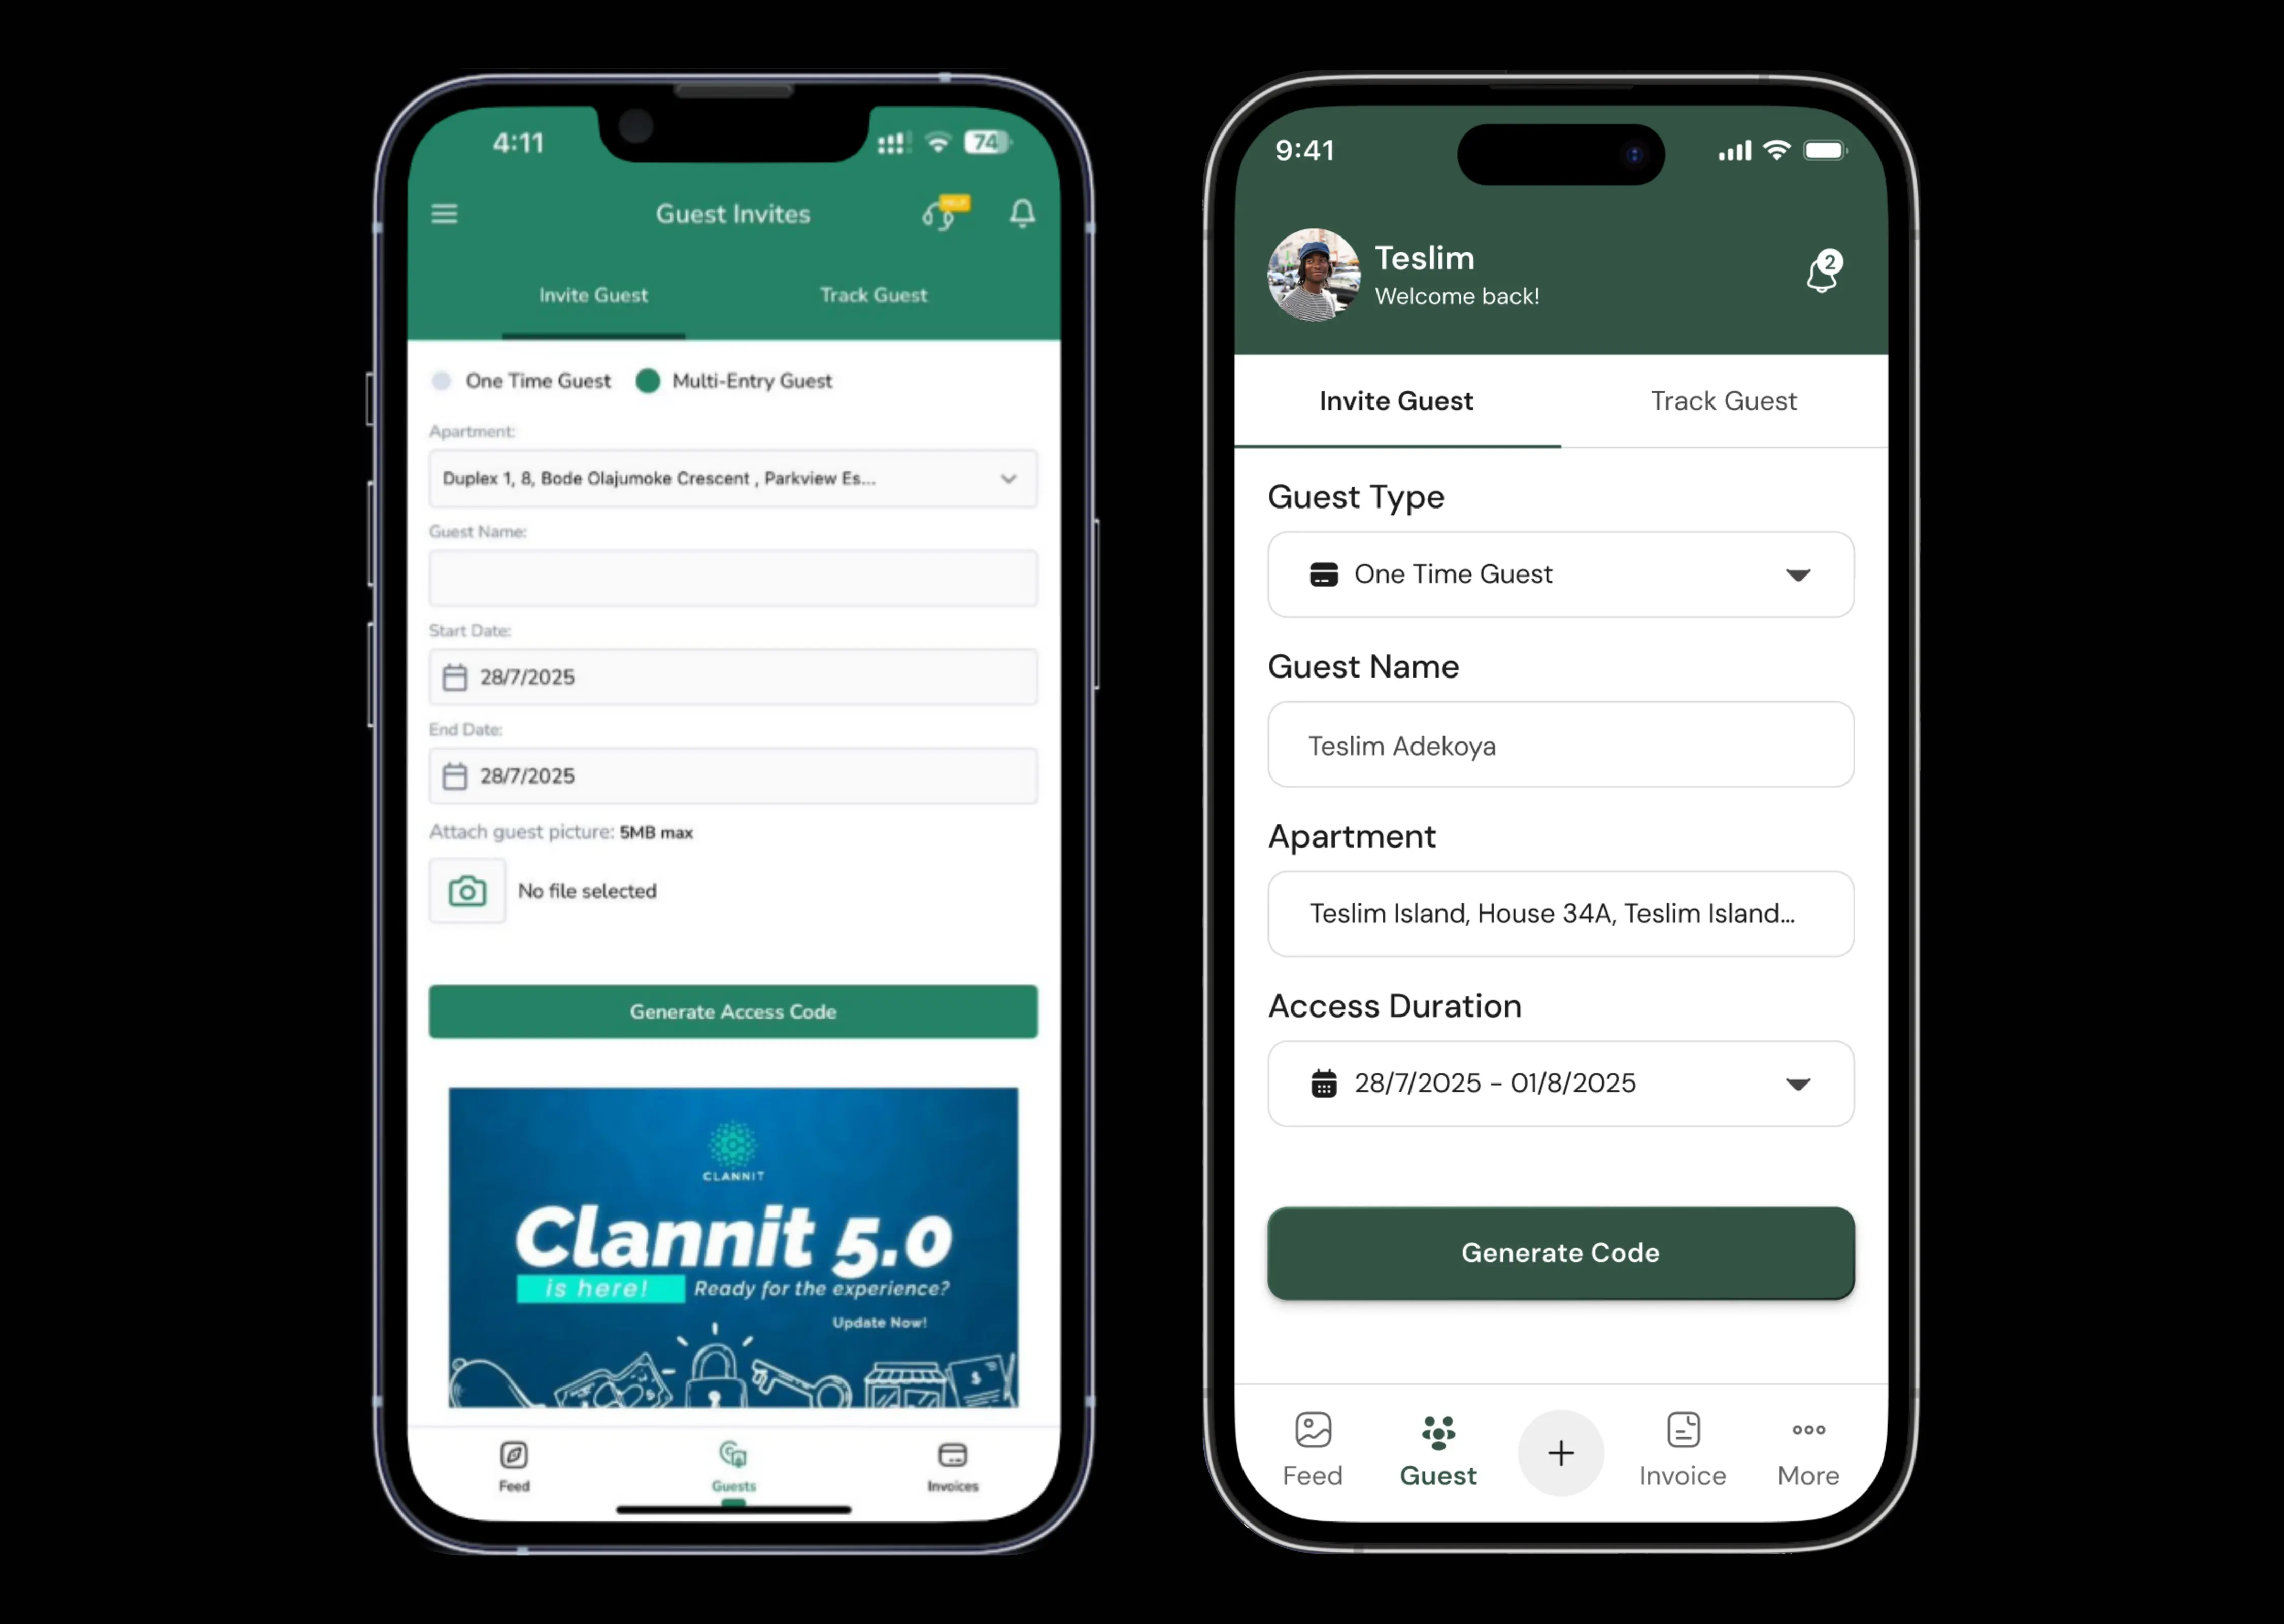 4:11
74
Guest Invites
HELP
Invite Guest
Track Guest
One Time Guest
Multi-Entry Guest
Apartment:
Duplex 1, 8, Bode Olajumoke Crescent , Parkview Es...
Guest Name:
Start Date:
28/7/2025
End Date:
28/7/2025
Attach guest picture: 5MB max
No file selected
Generate Access Code
CLANNIT
Clannit 5.0
is here!
Ready for the experience?
Update Now!
$
Feed
Guests
Invoices
9:41
Teslim
Welcome back!
2
Invite Guest
Track Guest
Guest Type
One Time Guest
Guest Name
Teslim Adekoya
Apartment
Teslim Island, House 34A, Teslim Island...
Access Duration
28/7/2025 - 01/8/2025
Generate Code
Feed
Guest
+
Invoice
More